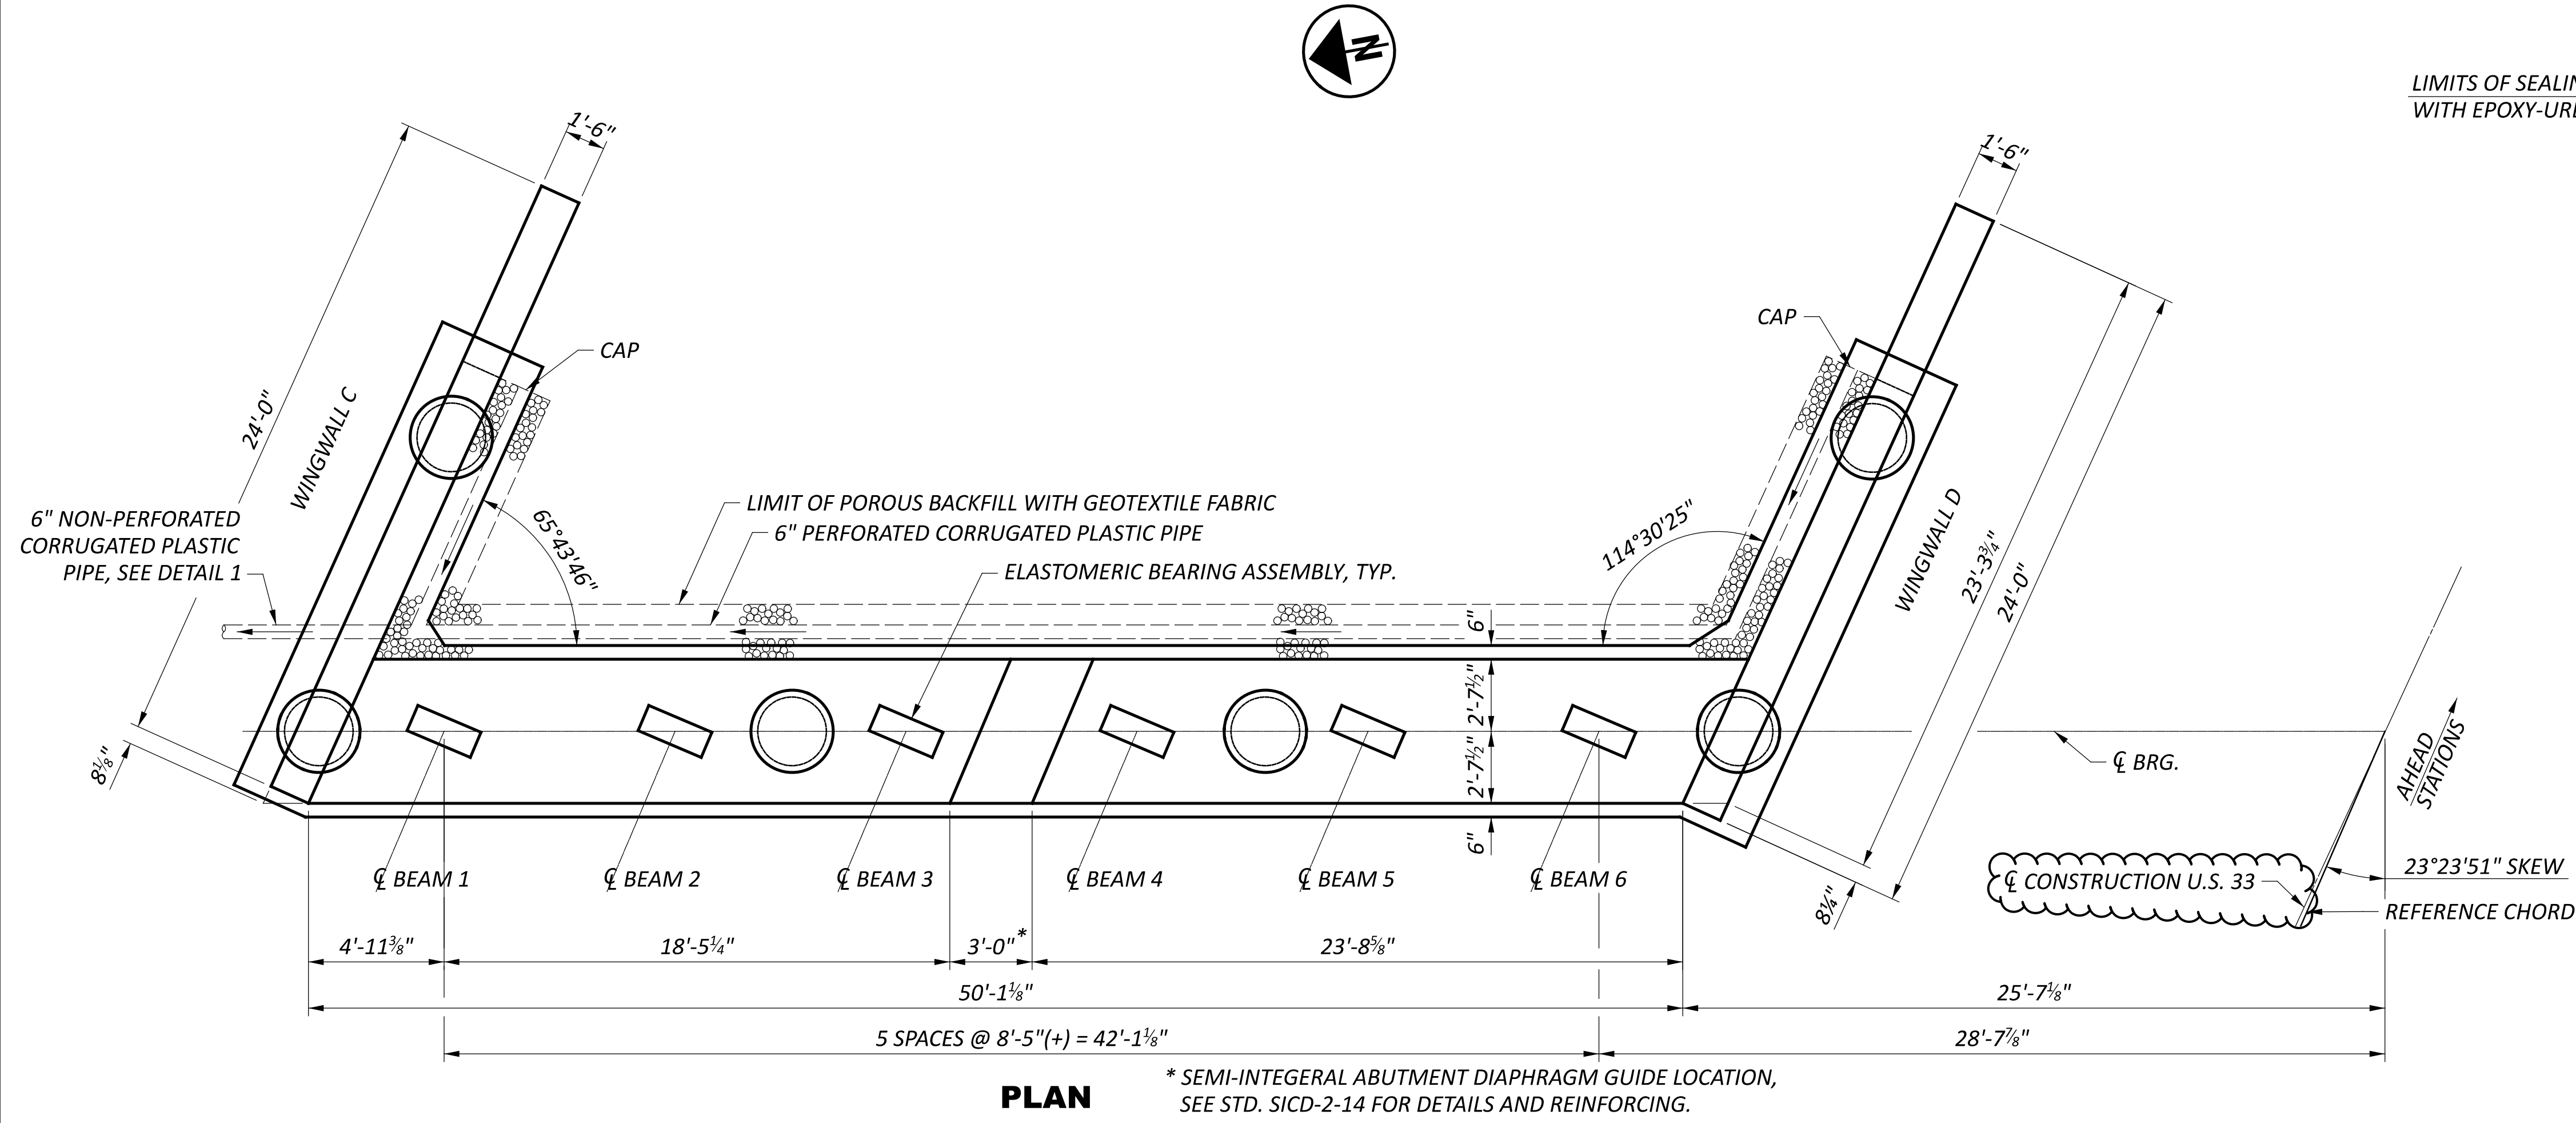 N
LIMITS OF SEALIN
WITH EPOXY-URE
1'-6"
1'-6"
24'-0"
WINGWALL C
CAP
CAP
6" NON-PERFORATED
CORRUGATED PLASTIC
PIPE, SEE DETAIL 1
65°43'46"
LIMIT OF POROUS BACKFILL WITH GEOTEXTILE FABRIC
6" PERFORATED CORRUGATED PLASTIC PIPE
ELASTOMERIC BEARING ASSEMBLY, TYP.
114°30'25"
WINGWALL D
23'-3¾"
24'-0"
6"
2'-7½"
2'-7½"
6"
8⅛"
8¼"
℄ BRG.
AHEAD
STATIONS
℄ BEAM 1
℄ BEAM 2
℄ BEAM 3
℄ BEAM 4
℄ BEAM 5
℄ BEAM 6
℄ CONSTRUCTION U.S. 33
23°23'51" SKEW
REFERENCE CHORD
4'-11⅜"
18'-5¼"
3'-0"*
23'-8⅝"
50'-1⅛"
25'-7⅛"
5 SPACES @ 8'-5"(+) = 42'-1⅛"
28'-7⅞"
PLAN
* SEMI-INTEGERAL ABUTMENT DIAPHRAGM GUIDE LOCATION,
SEE STD. SICD-2-14 FOR DETAILS AND REINFORCING.